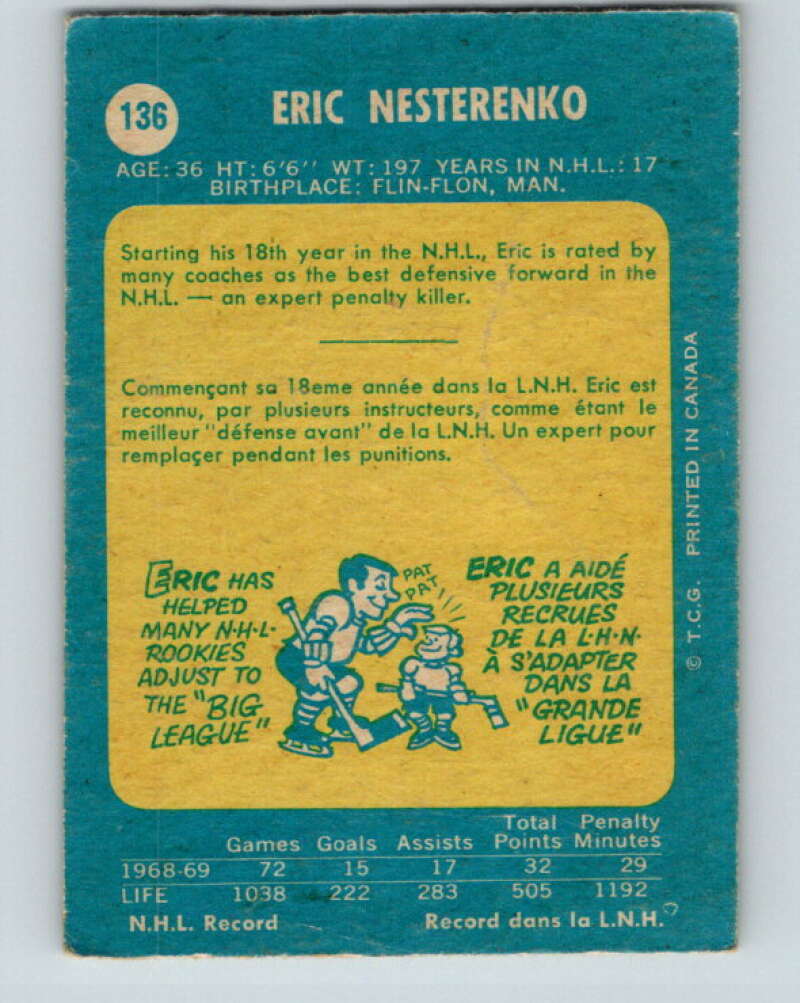 136 ERIC NESTERENKO
AGE: 36 HT: 6'6'' WT: 197 YEARS IN N.H.L.: 17
BIRTHPLACE: FLIN-FLON, MAN.
Starting his 18th year in the N.H.L., Eric is rated by
many coaches as the best defensive forward in the
N.H.L. — an expert penalty killer.
Commençant sa 18eme année dans la L.N.H. Eric est
reconnu, par plusieurs instructeurs, comme étant le
meilleur "défense avant" de la L.N.H. Un expert pour
remplaçer pendant les punitions.
ERIC HAS
HELPED
MANY N·H·L·
ROOKIES
ADJUST TO
THE "BIG
LEAGUE"
PAT
PAT
ERIC A AIDÉ
PLUSIEURS
RECRUES
DE LA L·H·N·
À S'ADAPTER
DANS LA
"GRANDE
LIGUE"
© T.C.G. PRINTED IN CANADA
Total Penalty
Games Goals Assists Points Minutes
1968-69 72 15 17 32 29
LIFE 1038 222 283 505 1192
N.H.L. Record Record dans la L.N.H.